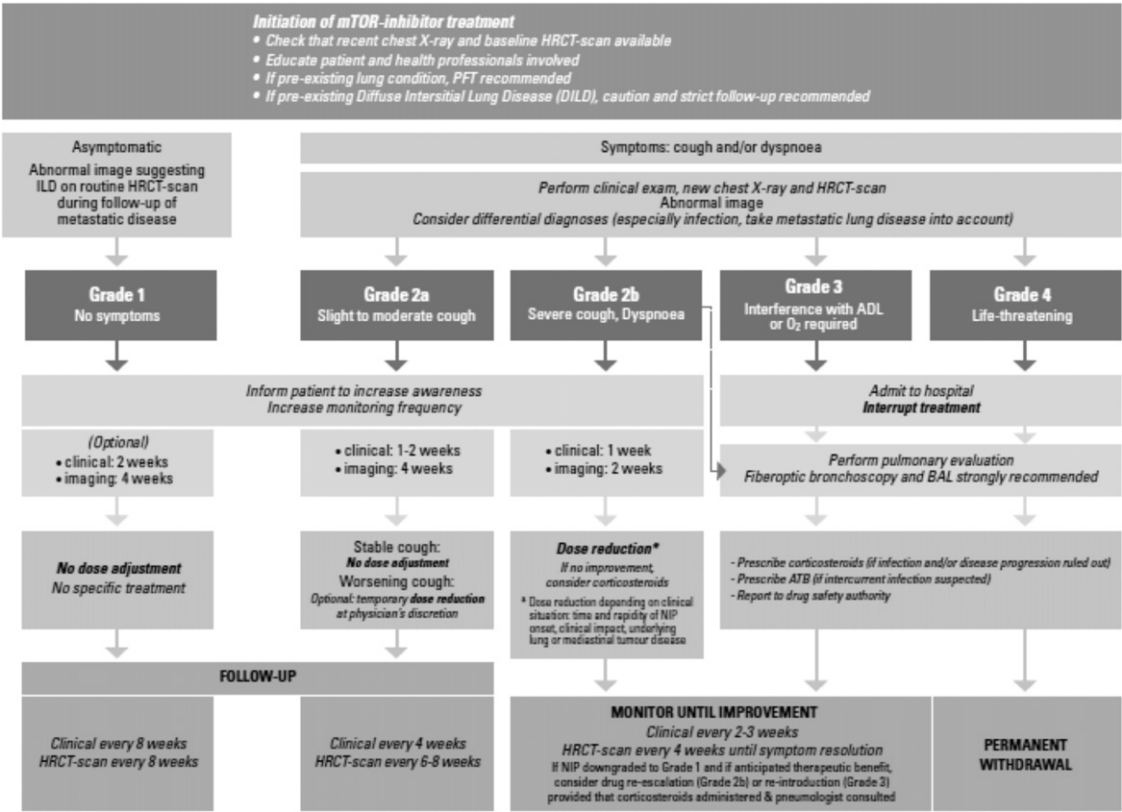 Initiation of mTOR-inhibitor treatment
• Check that recent chest X-ray and baseline HRCT-scan available
• Educate patient and health professionals involved
• If pre-existing lung condition, PFT recommended
• If pre-existing Diffuse Intersitial Lung Disease (DILD), caution and strict follow-up recommended
Asymptomatic
Abnormal image suggesting
ILD on routine HRCT-scan
during follow-up of
metastatic disease
Symptoms: cough and/or dyspnoea
Perform clinical exam, new chest X-ray and HRCT-scan
Abnormal image
Consider differential diagnoses (especially infection, take metastatic lung disease into account)
Grade 1
No symptoms
Grade 2a
Slight to moderate cough
Grade 2b
Severe cough, Dyspnoea
Grade 3
Interference with ADL
or O₂ required
Grade 4
Life-threatening
Inform patient to increase awareness
Increase monitoring frequency
Admit to hospital
Interrupt treatment
(Optional)
• clinical: 2 weeks
• imaging: 4 weeks
• clinical: 1-2 weeks
• imaging: 4 weeks
• clinical: 1 week
• imaging: 2 weeks
Perform pulmonary evaluation
Fiberoptic bronchoscopy and BAL strongly recommended
No dose adjustment
No specific treatment
Stable cough:
No dose adjustment
Worsening cough:
Optional: temporary dose reduction
at physician's discretion
Dose reduction*
If no improvement,
consider corticosteroids
* Dose reduction depending on clinical
situation: time and rapidity of NIP
onset, clinical impact, underlying
lung or mediastinal tumour disease
- Prescribe corticosteroids (if infection and/or disease progression ruled out)
- Prescribe ATB (if intercurrent infection suspected)
- Report to drug safety authority
FOLLOW-UP
Clinical every 8 weeks
HRCT-scan every 8 weeks
Clinical every 4 weeks
HRCT-scan every 6-8 weeks
MONITOR UNTIL IMPROVEMENT
Clinical every 2-3 weeks
HRCT-scan every 4 weeks until symptom resolution
If NIP downgraded to Grade 1 and if anticipated therapeutic benefit,
consider drug re-escalation (Grade 2b) or re-introduction (Grade 3)
provided that corticosteroids administered & pneumologist consulted
PERMANENT
WITHDRAWAL